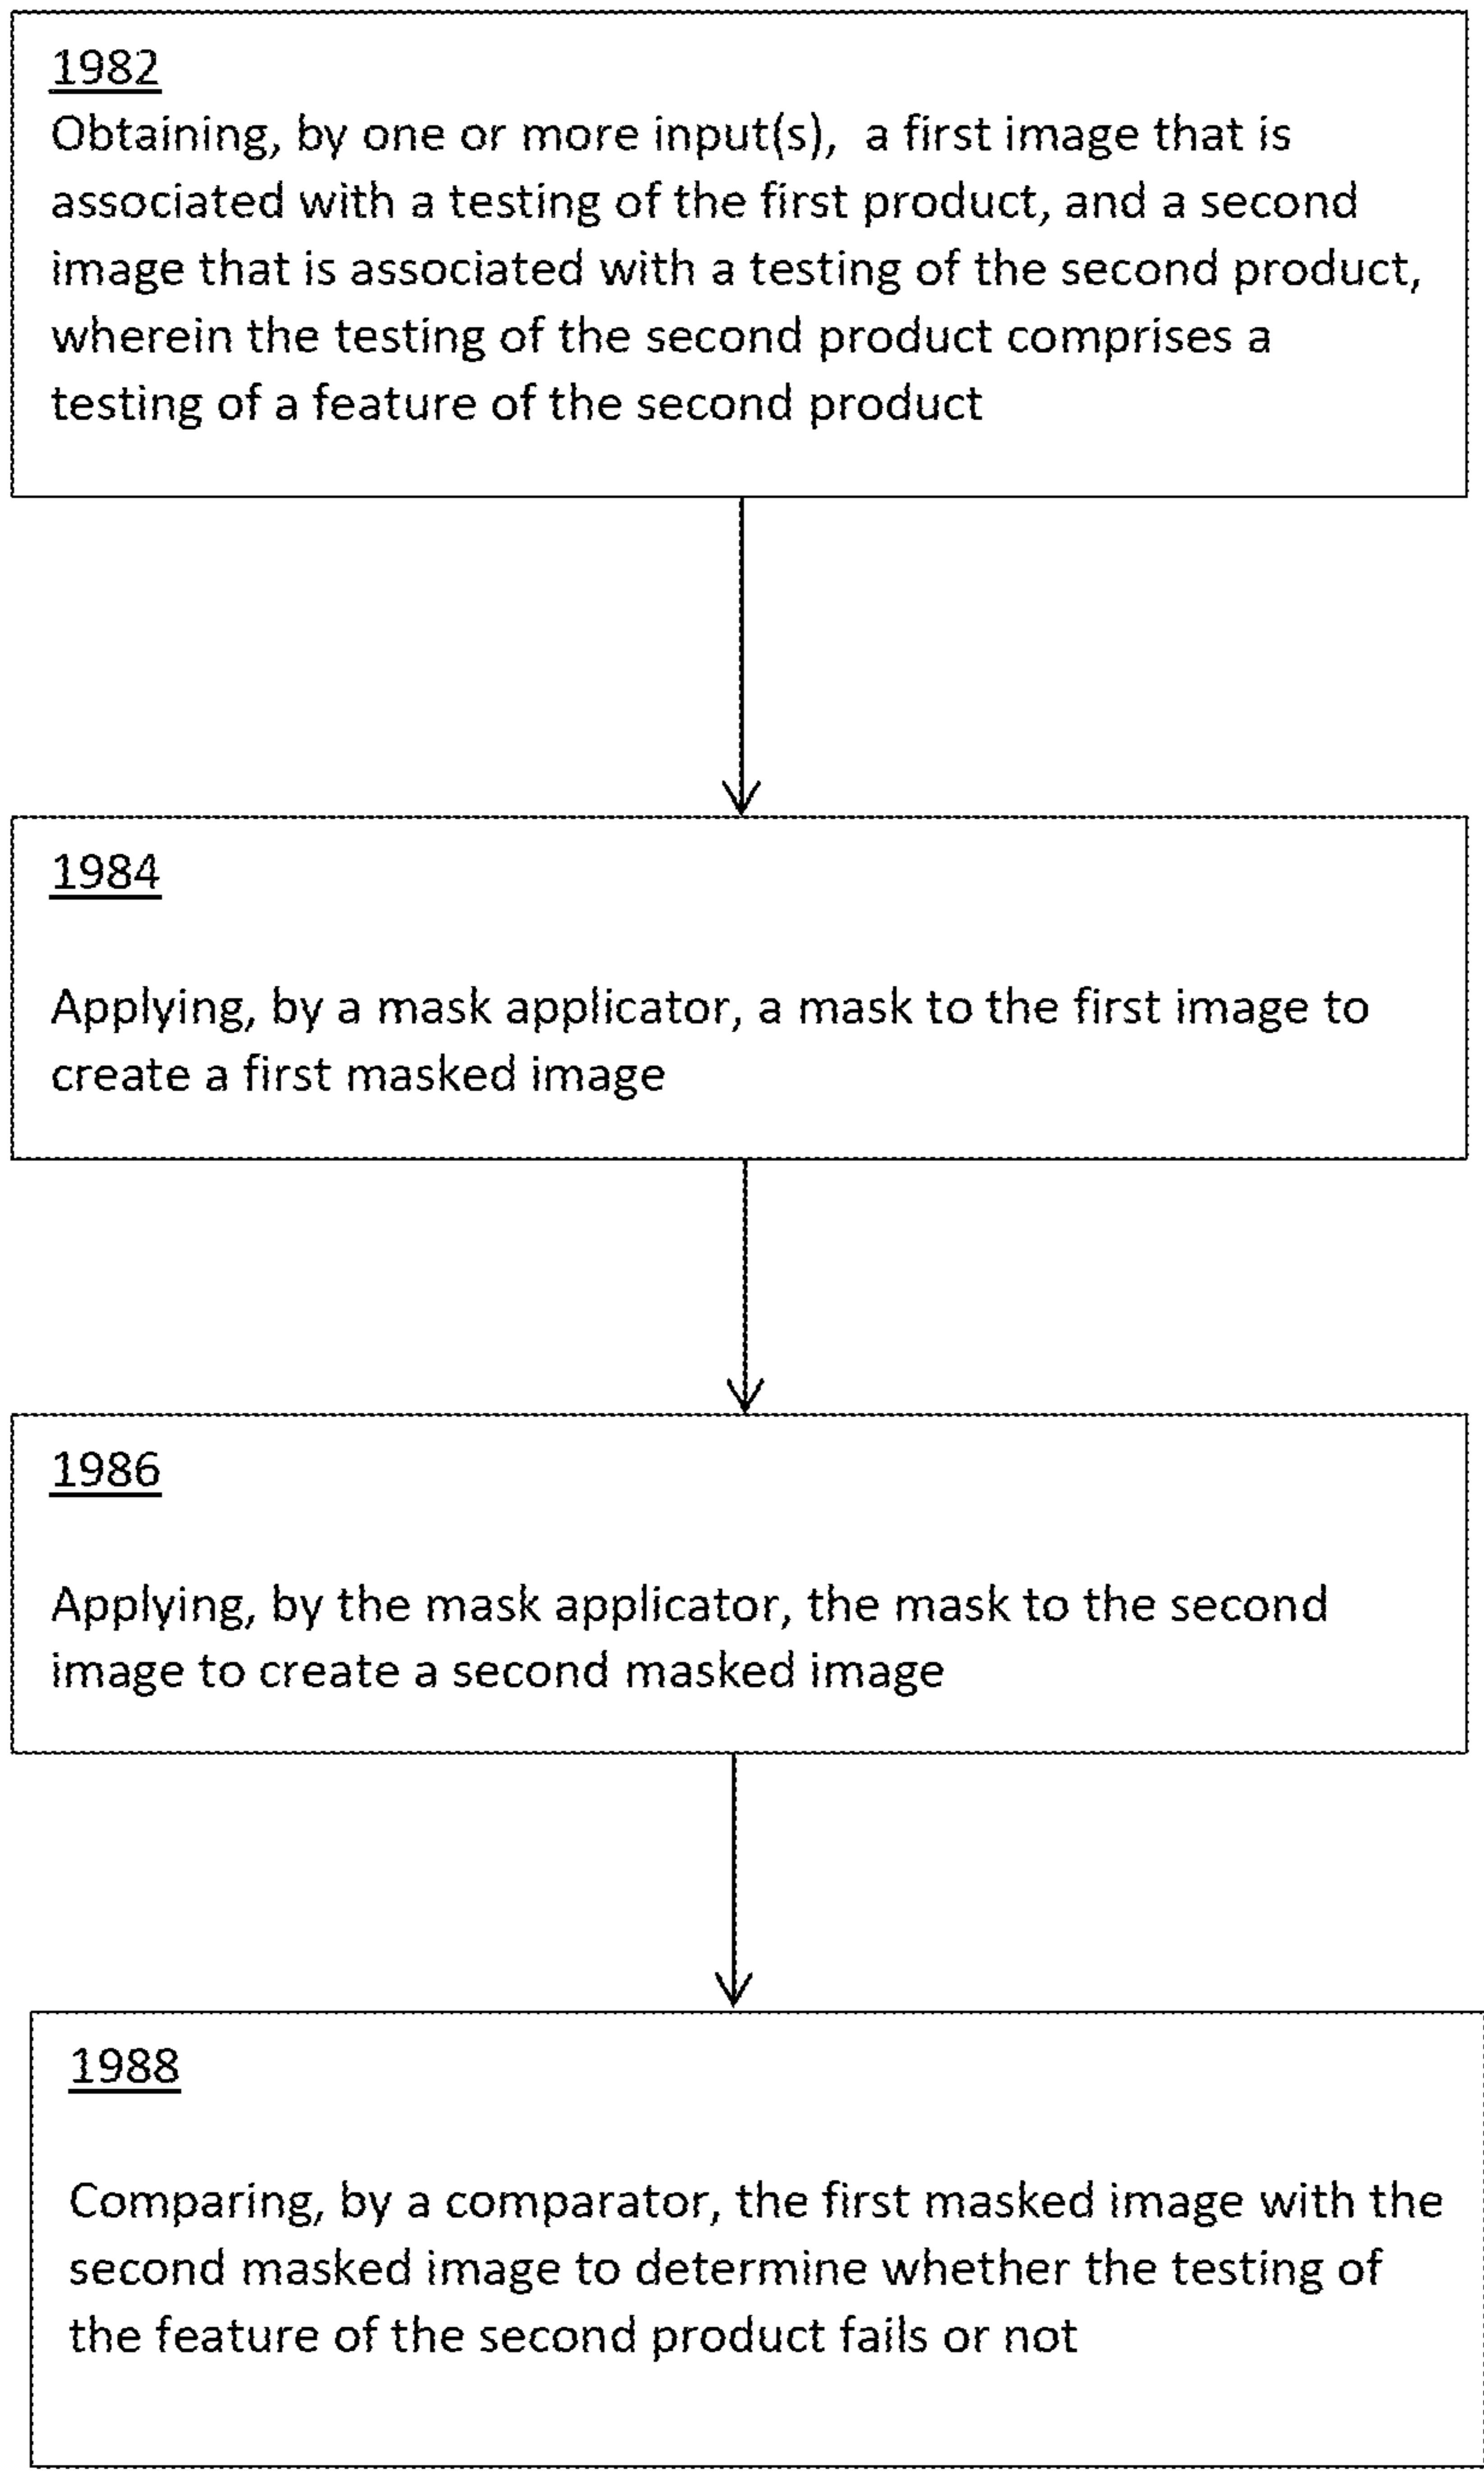 1982
Obtaining, by one or more input(s),  a first image that is
associated with a testing of the first product, and a second
image that is associated with a testing of the second product,
wherein the testing of the second product comprises a
testing of a feature of the second product
1984
Applying, by a mask applicator, a mask to the first image to
create a first masked image
1986
Applying, by the mask applicator, the mask to the second
image to create a second masked image
1988
Comparing, by a comparator, the first masked image with the
second masked image to determine whether the testing of
the feature of the second product fails or not